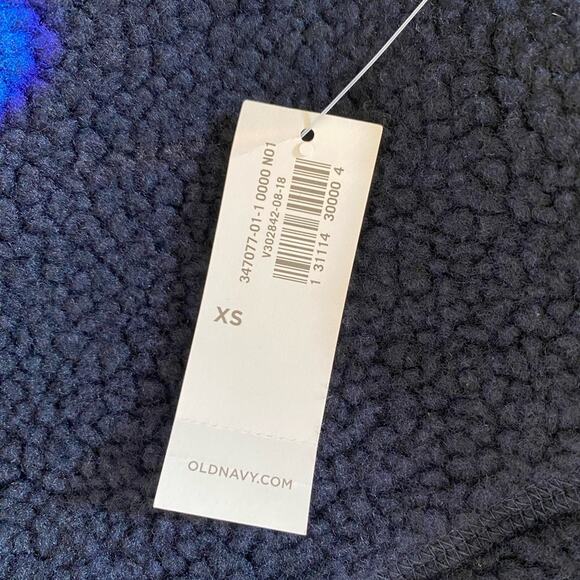 347077-01-1 0000 N01
V302842-08-18
1 31114 30000 4
XS
OLDNAVY.COM